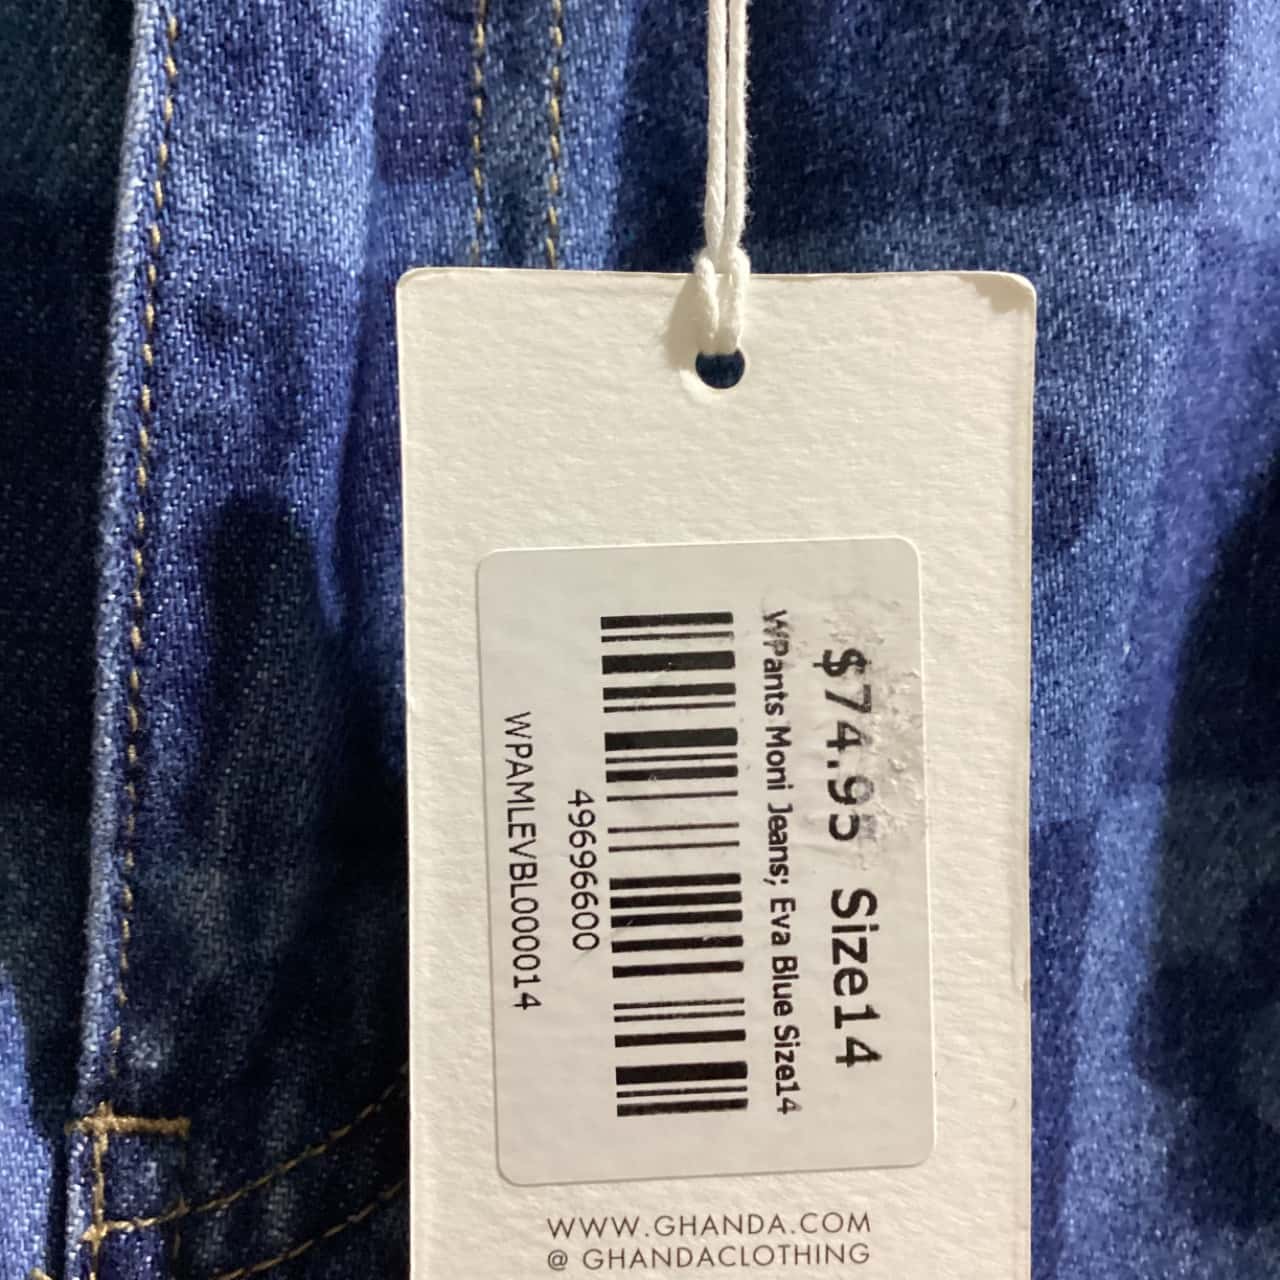 $74.95 Size14
WPants Moni Jeans; Eva Blue Size14
49696600
WPAMLEVBL000014
WWW.GHANDA.COM
@ GHANDACLOTHING